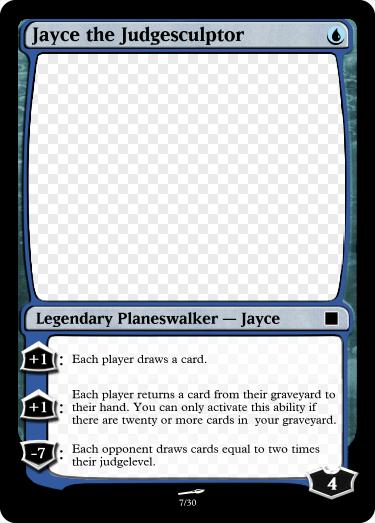 Jayce the Judgesculptor
Legendary Planeswalker — Jayce
+1: Each player draws a card.
+1: Each player returns a card from their graveyard to
their hand. You can only activate this ability if
there are twenty or more cards in your graveyard.
-7: Each opponent draws cards equal to two times
their judgelevel.
4
7/30